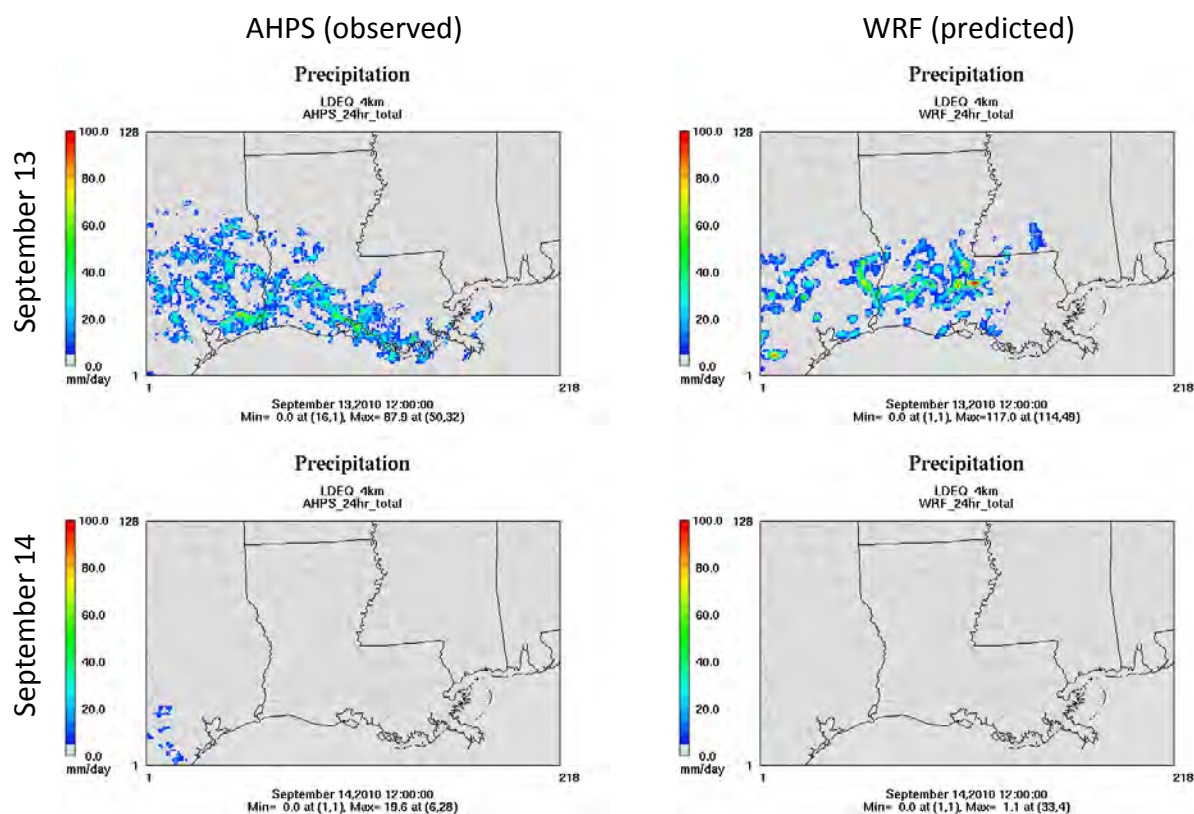 AHPS (observed)
WRF (predicted)
September 13
Precipitation
LDEQ_4km
AHPS_24hr_total
128
100.0
80.0
60.0
40.0
20.0
0.0
mm/day
1
1
218
September 13,2010 12:00:00
Min= 0.0 at (16,1), Max= 87.9 at (50,32)
Precipitation
LDEQ_4km
WRF_24hr_total
128
100.0
80.0
60.0
40.0
20.0
0.0
mm/day
1
1
218
September 13,2010 12:00:00
Min= 0.0 at (1,1), Max=117.0 at (114,49)
September 14
Precipitation
LDEQ_4km
AHPS_24hr_total
128
100.0
80.0
60.0
40.0
20.0
0.0
mm/day
1
1
218
September 14,2010 12:00:00
Min= 0.0 at (1,1), Max= 19.6 at (6,28)
Precipitation
LDEQ_4km
WRF_24hr_total
128
100.0
80.0
60.0
40.0
20.0
0.0
mm/day
1
1
218
September 14,2010 12:00:00
Min= 0.0 at (1,1), Max= 1.1 at (33,4)